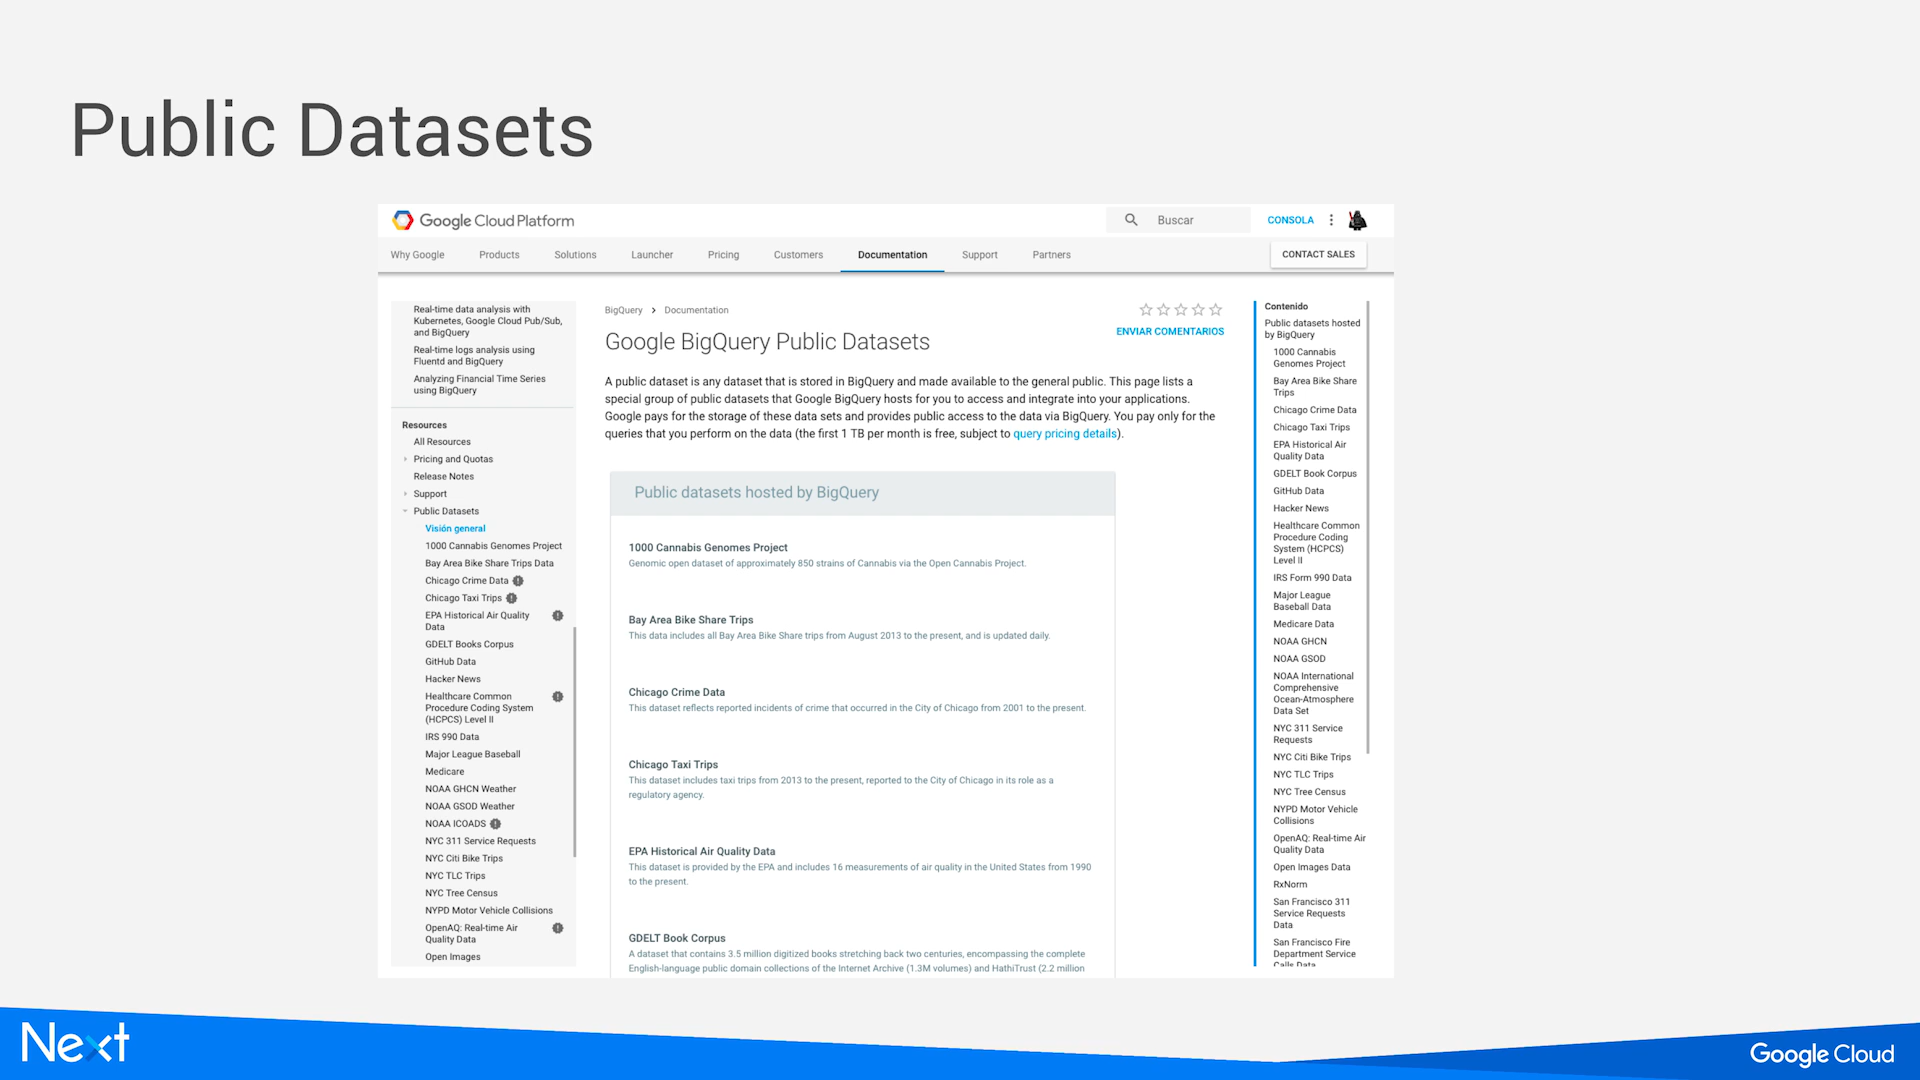 Public Datasets
Google Cloud Platform
Buscar
CONSOLA
Why Google
Products
Solutions
Launcher
Pricing
Customers
Documentation
Support
Partners
CONTACT SALES
Real-time data analysis with
Kubernetes, Google Cloud Pub/Sub,
and BigQuery
Real-time logs analysis using
Fluentd and BigQuery
Analyzing Financial Time Series
using BigQuery
Resources
All Resources
Pricing and Quotas
Release Notes
Support
Public Datasets
Visión general
1000 Cannabis Genomes Project
Bay Area Bike Share Trips Data
Chicago Crime Data
Chicago Taxi Trips
EPA Historical Air Quality
Data
GDELT Books Corpus
GitHub Data
Hacker News
Healthcare Common
Procedure Coding System
(HCPCS) Level II
IRS 990 Data
Major League Baseball
Medicare
NOAA GHCN Weather
NOAA GSOD Weather
NOAA ICOADS
NYC 311 Service Requests
NYC Citi Bike Trips
NYC TLC Trips
NYC Tree Census
NYPD Motor Vehicle Collisions
OpenAQ: Real-time Air
Quality Data
Open Images
BigQuery > Documentation
ENVIAR COMENTARIOS
Google BigQuery Public Datasets
A public dataset is any dataset that is stored in BigQuery and made available to the general public. This page lists a
special group of public datasets that Google BigQuery hosts for you to access and integrate into your applications.
Google pays for the storage of these data sets and provides public access to the data via BigQuery. You pay only for the
queries that you perform on the data (the first 1 TB per month is free, subject to query pricing details).
Public datasets hosted by BigQuery
1000 Cannabis Genomes Project
Genomic open dataset of approximately 850 strains of Cannabis via the Open Cannabis Project.
Bay Area Bike Share Trips
This data includes all Bay Area Bike Share trips from August 2013 to the present, and is updated daily.
Chicago Crime Data
This dataset reflects reported incidents of crime that occurred in the City of Chicago from 2001 to the present.
Chicago Taxi Trips
This dataset includes taxi trips from 2013 to the present, reported to the City of Chicago in its role as a
regulatory agency.
EPA Historical Air Quality Data
This dataset is provided by the EPA and includes 16 measurements of air quality in the United States from 1990
to the present.
GDELT Book Corpus
A dataset that contains 3.5 million digitized books stretching back two centuries, encompassing the complete
English-language public domain collections of the Internet Archive (1.3M volumes) and HathiTrust (2.2 million
Contenido
Public datasets hosted
by BigQuery
1000 Cannabis
Genomes Project
Bay Area Bike Share
Trips
Chicago Crime Data
Chicago Taxi Trips
EPA Historical Air
Quality Data
GDELT Book Corpus
GitHub Data
Hacker News
Healthcare Common
Procedure Coding
System (HCPCS)
Level II
IRS Form 990 Data
Major League
Baseball Data
Medicare Data
NOAA GHCN
NOAA GSOD
NOAA International
Comprehensive
Ocean-Atmosphere
Data Set
NYC 311 Service
Requests
NYC Citi Bike Trips
NYC TLC Trips
NYC Tree Census
NYPD Motor Vehicle
Collisions
OpenAQ: Real-time Air
Quality Data
Open Images Data
RxNorm
San Francisco 311
Service Requests
Data
San Francisco Fire
Department Service
Calls Data
Next
Google Cloud